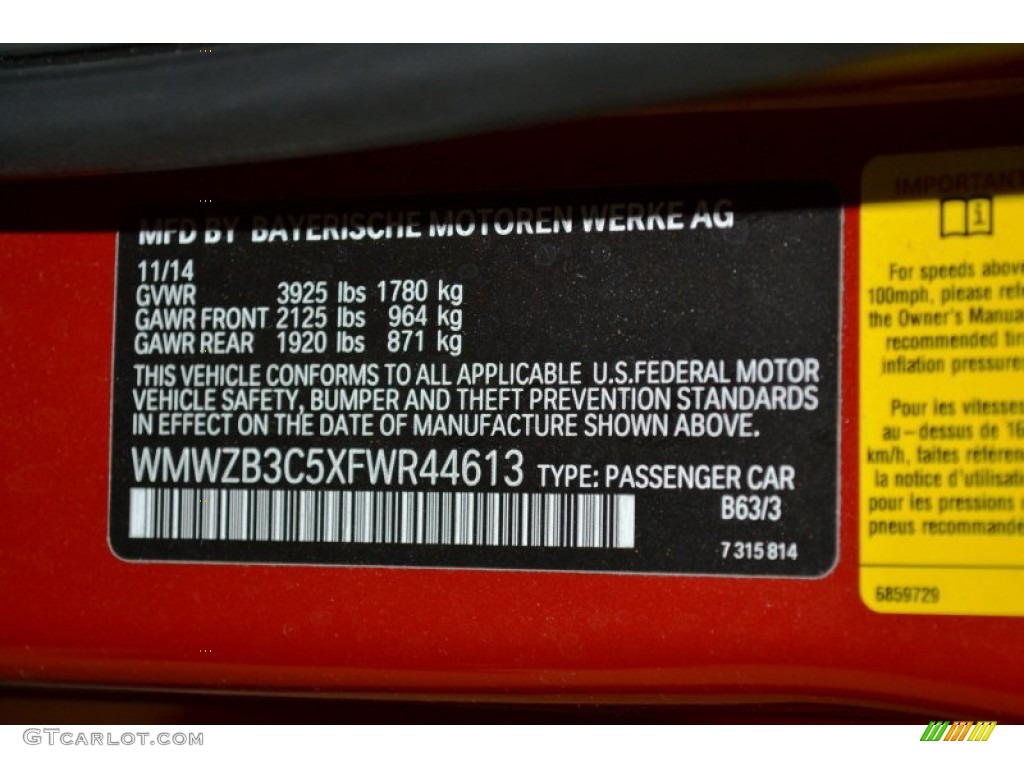 MFD BY BAYERISCHE MOTOREN WERKE AG
11/14
GVWR 3925 lbs 1780 kg
GAWR FRONT 2125 lbs 964 kg
GAWR REAR 1920 lbs 871 kg
THIS VEHICLE CONFORMS TO ALL APPLICABLE U.S.FEDERAL MOTOR
VEHICLE SAFETY, BUMPER AND THEFT PREVENTION STANDARDS
IN EFFECT ON THE DATE OF MANUFACTURE SHOWN ABOVE.
WMWZB3C5XFWR44613 TYPE: PASSENGER CAR
B63/3
7 315 814
IMPORTANT
i
For speeds above
100mph, please refe
the Owner's Manua
recommended tir
inflation pressure
Pour les vitesse
au-dessus de 16
km/h, faites référen
la notice d'utilisat
pour les pressions
pneus recommandé
6859729
GTCARLOT.COM